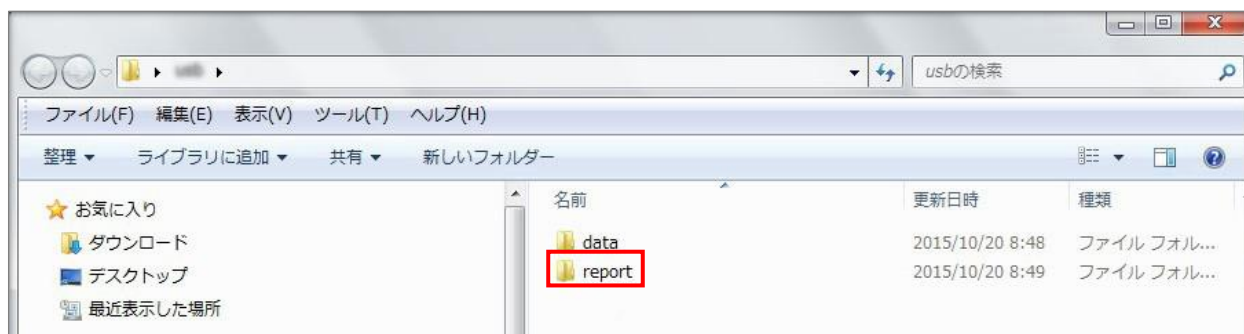 usbの検索
ファイル(F) 編集(E) 表示(V) ツール(T) ヘルプ(H)
整理 ライブラリに追加 共有 新しいフォルダー
お気に入り
ダウンロード
デスクトップ
最近表示した場所
名前 更新日時 種類
data 2015/10/20 8:48 ファイル フォル...
report 2015/10/20 8:49 ファイル フォル...